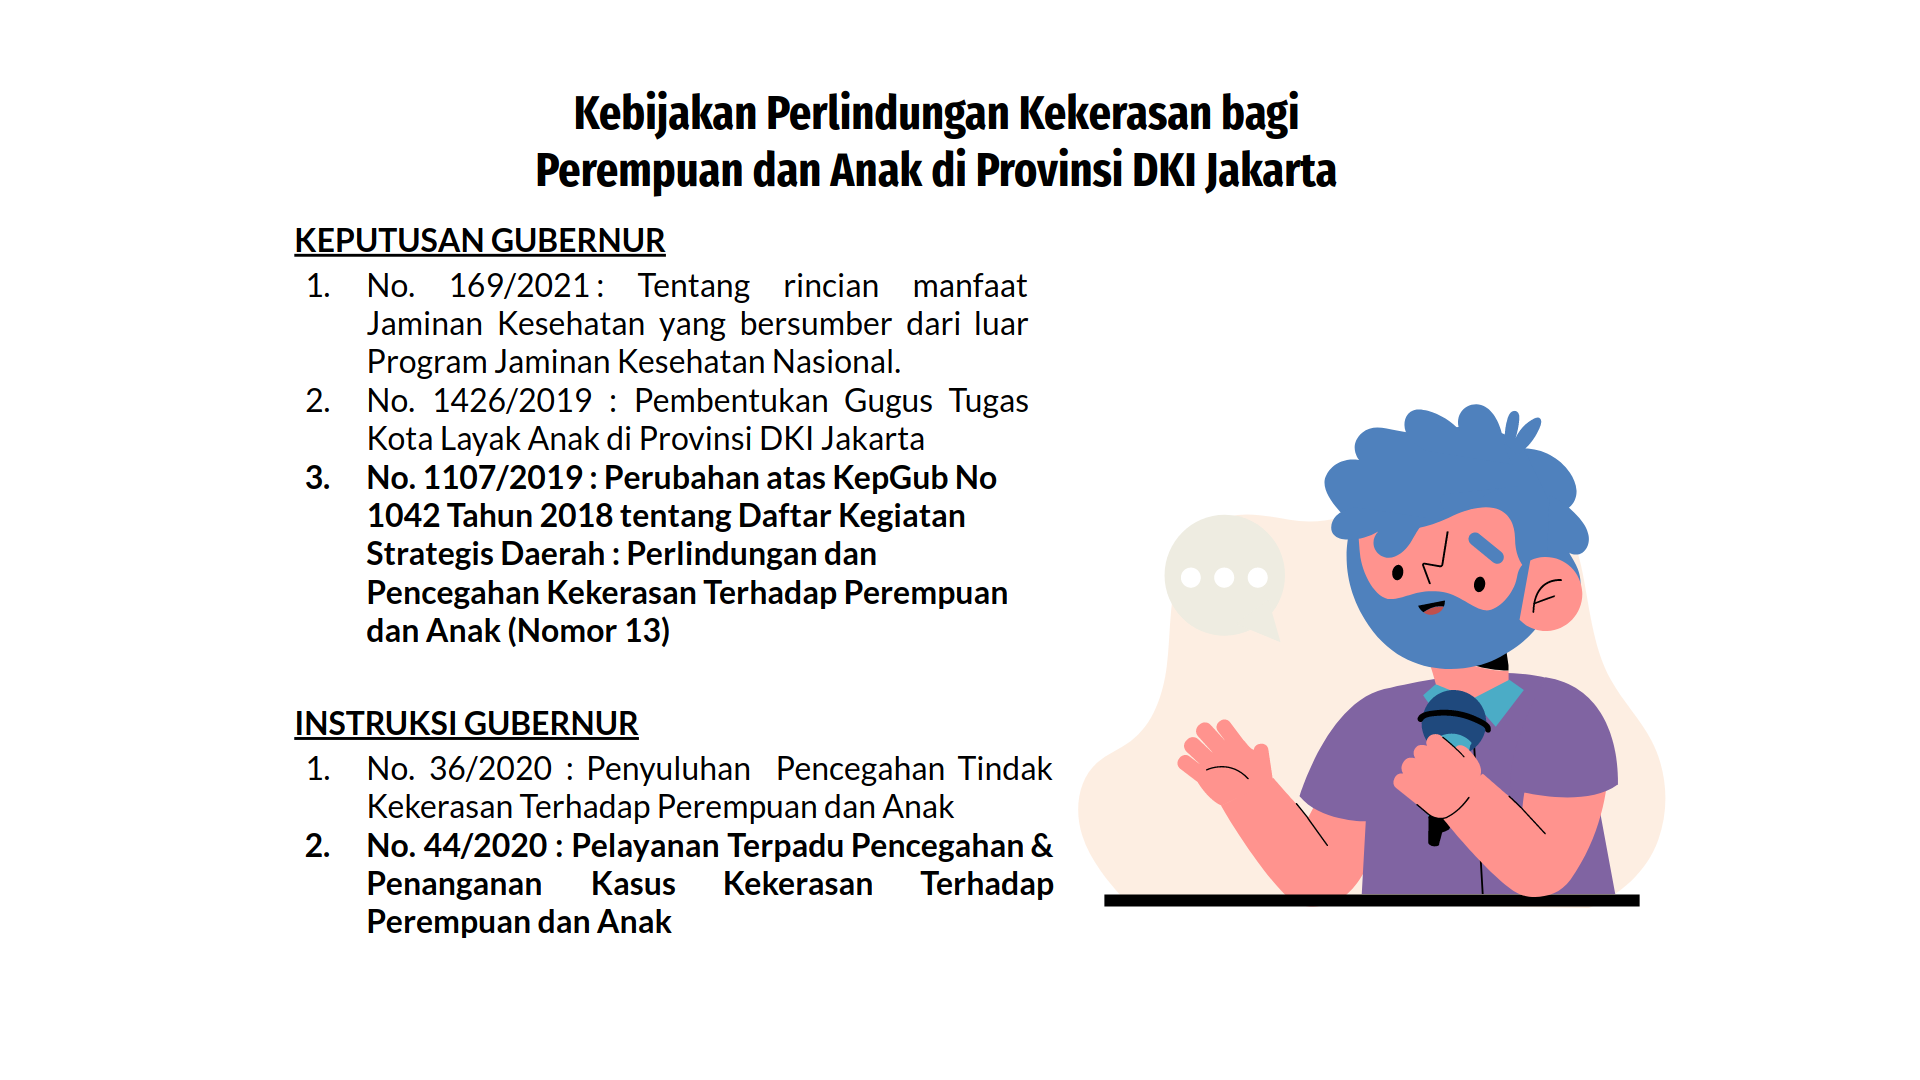 Kebijakan Perlindungan Kekerasan bagi
Perempuan dan Anak di Provinsi DKI Jakarta
KEPUTUSAN GUBERNUR
1. No. 169/2021 : Tentang rincian manfaat
Jaminan Kesehatan yang bersumber dari luar
Program Jaminan Kesehatan Nasional.
2. No. 1426/2019 : Pembentukan Gugus Tugas
Kota Layak Anak di Provinsi DKI Jakarta
3. No. 1107/2019 : Perubahan atas KepGub No
1042 Tahun 2018 tentang Daftar Kegiatan
Strategis Daerah : Perlindungan dan
Pencegahan Kekerasan Terhadap Perempuan
dan Anak (Nomor 13)
INSTRUKSI GUBERNUR
1. No. 36/2020 : Penyuluhan Pencegahan Tindak
Kekerasan Terhadap Perempuan dan Anak
2. No. 44/2020 : Pelayanan Terpadu Pencegahan &
Penanganan Kasus Kekerasan Terhadap
Perempuan dan Anak